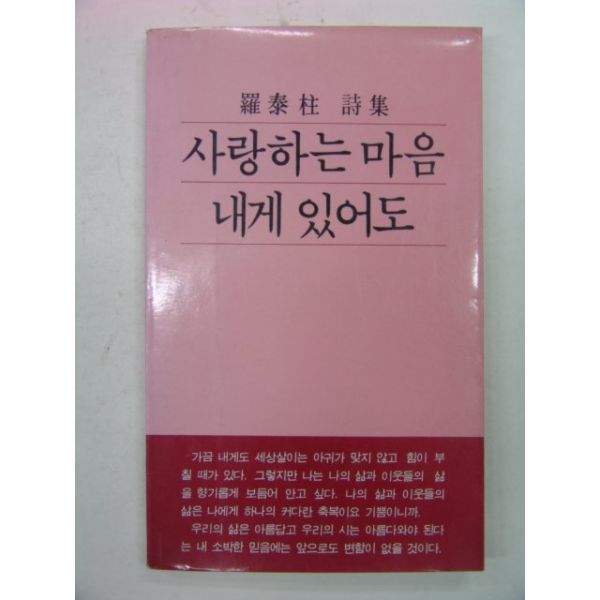 羅泰柱 詩集
사랑하는 마음
내게 있어도
가끔 내게도 세상살이는 아귀가 맞지 않고 힘이 부
칠 때가 있다. 그렇지만 나는 나의 삶과 이웃들의 삶
을 향기롭게 보듬어 안고 싶다. 나의 삶과 이웃들의
삶은 나에게 하나의 커다란 축복이요 기쁨이니까.
우리의 삶은 아름답고 우리의 시는 아름다와야 된다
는 내 소박한 믿음에는 앞으로도 변함이 없을 것이다.